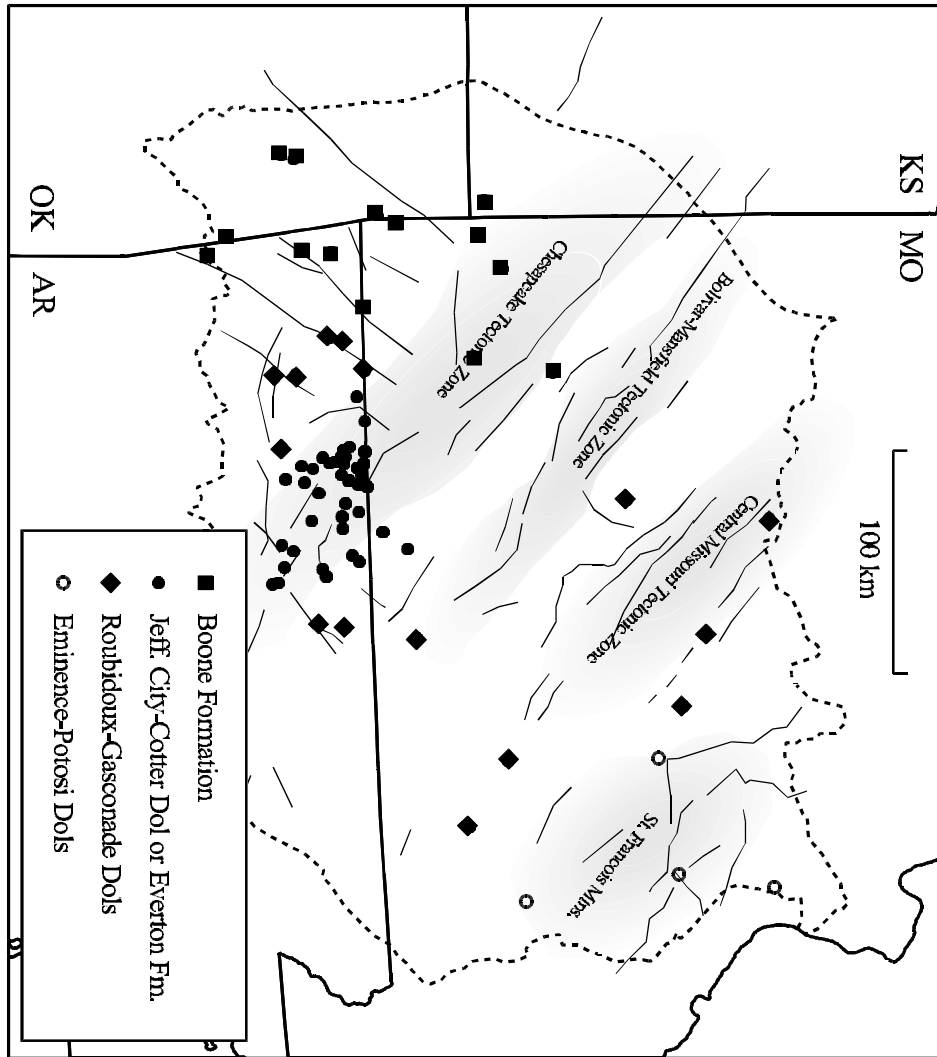 KS
MO
OK
AR
Chesapeake Tectonic Zone
Bolivar-Mansfield Tectonic Zone
Central Missouri Tectonic Zone
St. Francois Mtns.
100 km
Boone Formation
Jeff. City-Cotter Dol or Everton Fm.
Roubidoux-Gasconade Dols
Eminence-Potosi Dols